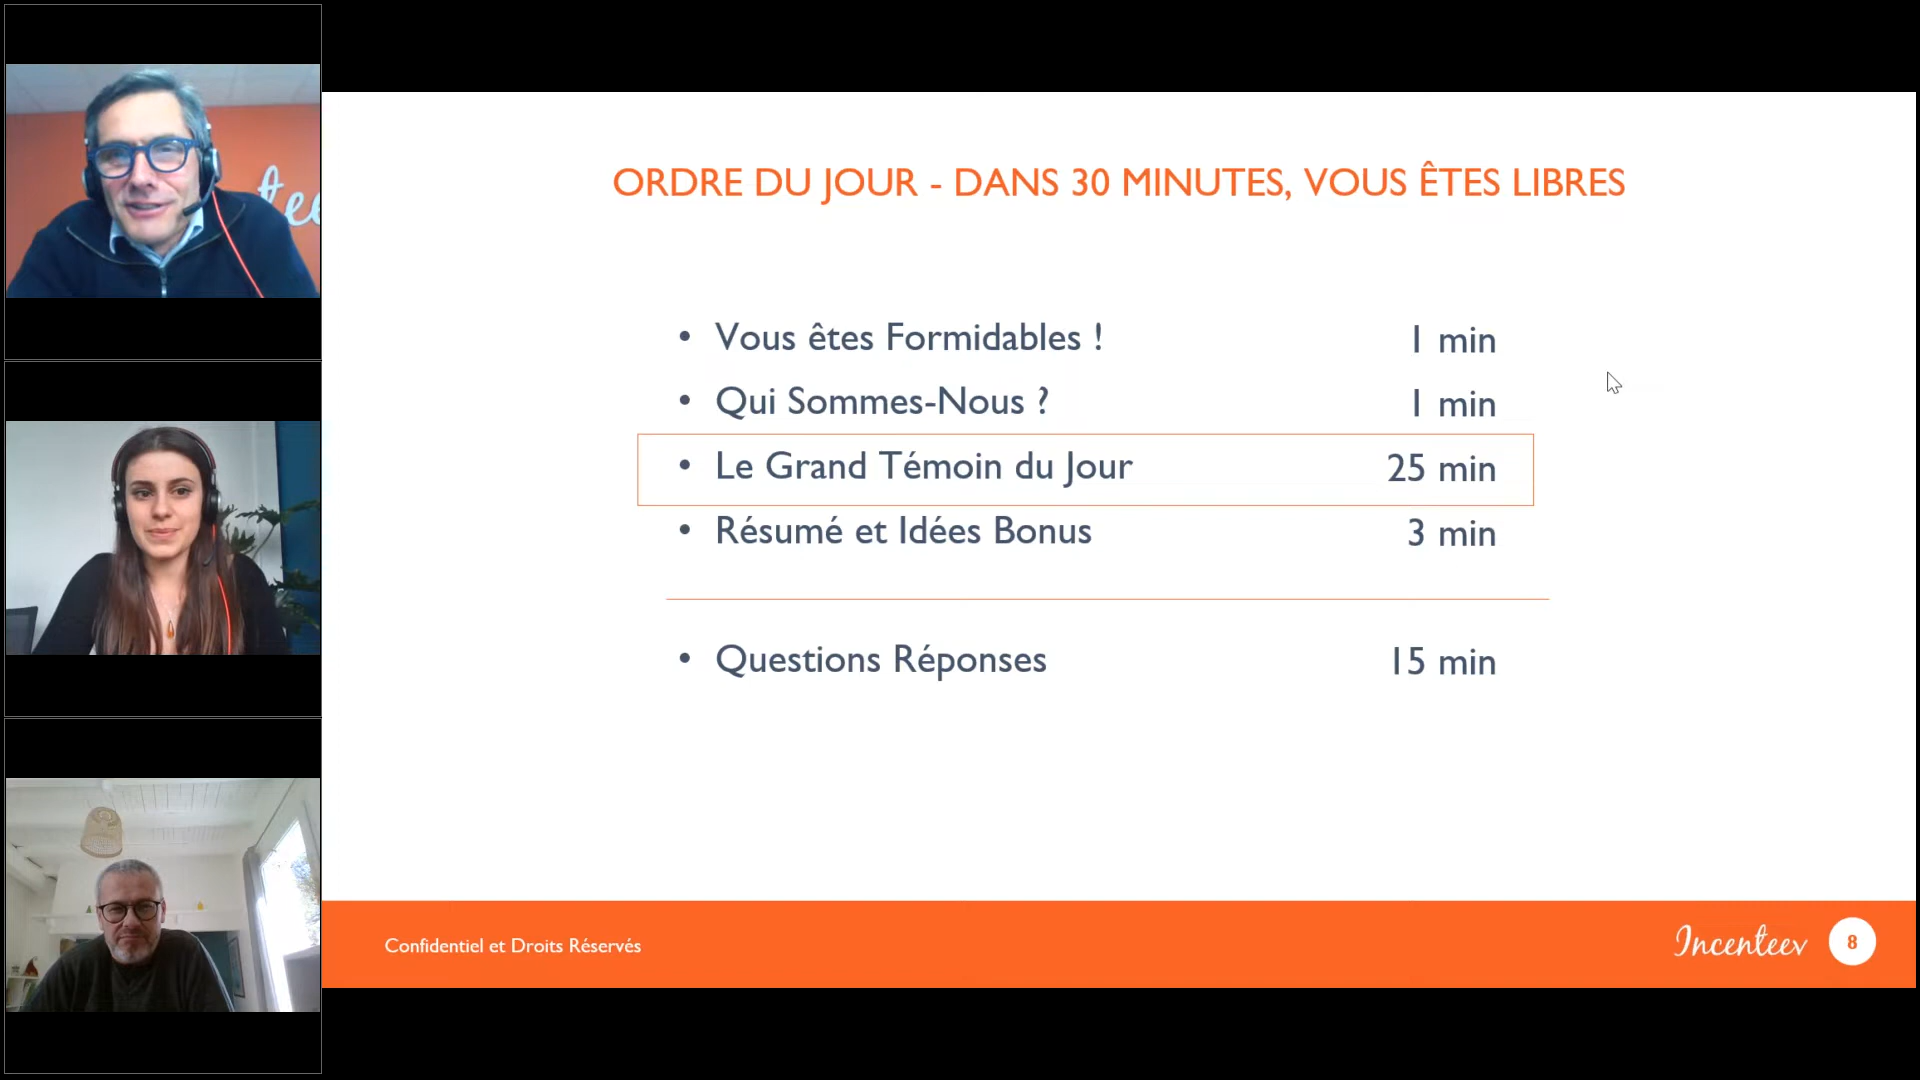 ORDRE DU JOUR - DANS 30 MINUTES, VOUS ÊTES LIBRES
• Vous êtes Formidables ! 1 min
• Qui Sommes-Nous ? 1 min
• Le Grand Témoin du Jour 25 min
• Résumé et Idées Bonus 3 min
• Questions Réponses 15 min
Confidentiel et Droits Réservés
Incenteev
8